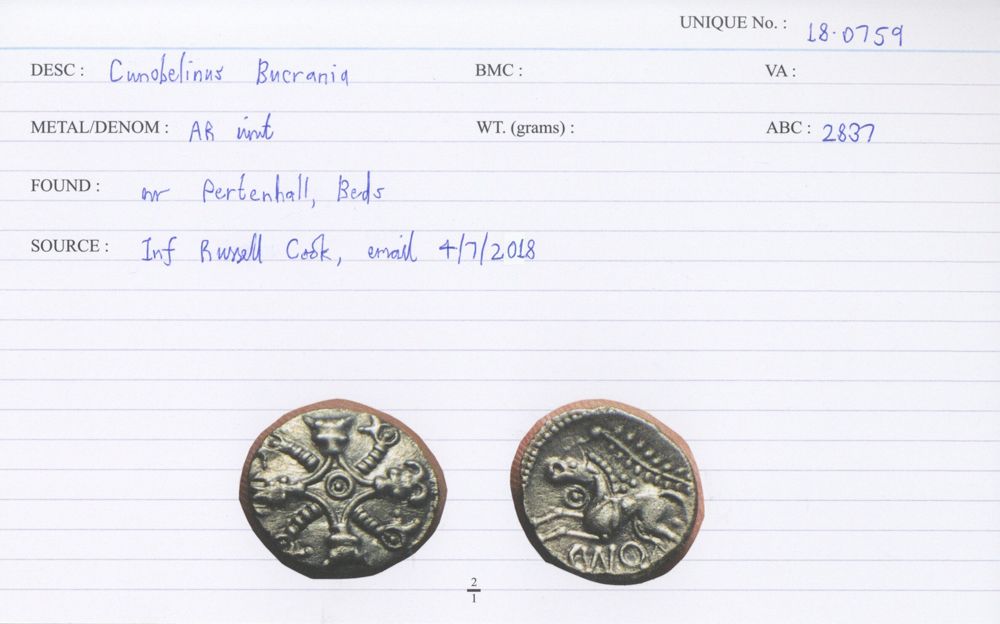 UNIQUE No. : 18.0759
DESC : Cunobelinus Bucrania BMC : VA :
METAL/DENOM : AR unit WT. (grams) : ABC : 2837
FOUND : nr Pertenhall, Beds
SOURCE : Inf Russell Cook, email 4/7/2018
2
1